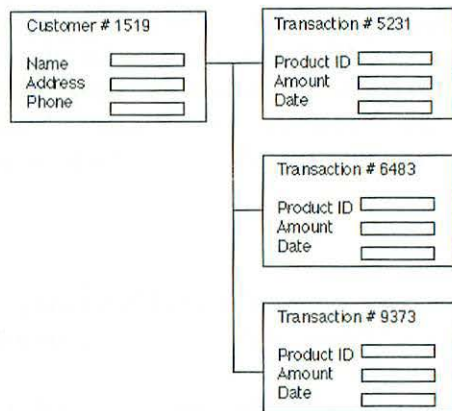 Customer # 1519
Name
Address
Phone
Transaction # 5231
Product ID
Amount
Date
Transaction # 6483
Product ID
Amount
Date
Transaction # 9373
Product ID
Amount
Date